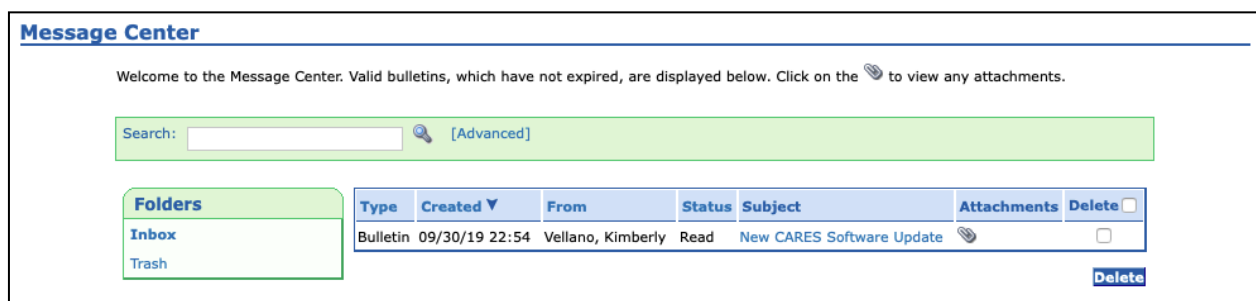 Message Center
Welcome to the Message Center. Valid bulletins, which have not expired, are displayed below. Click on the to view any attachments.
Search: [Advanced]
Folders
Inbox
Trash
Type Created From Status Subject Attachments Delete
Bulletin 09/30/19 22:54 Vellano, Kimberly Read New CARES Software Update
Delete